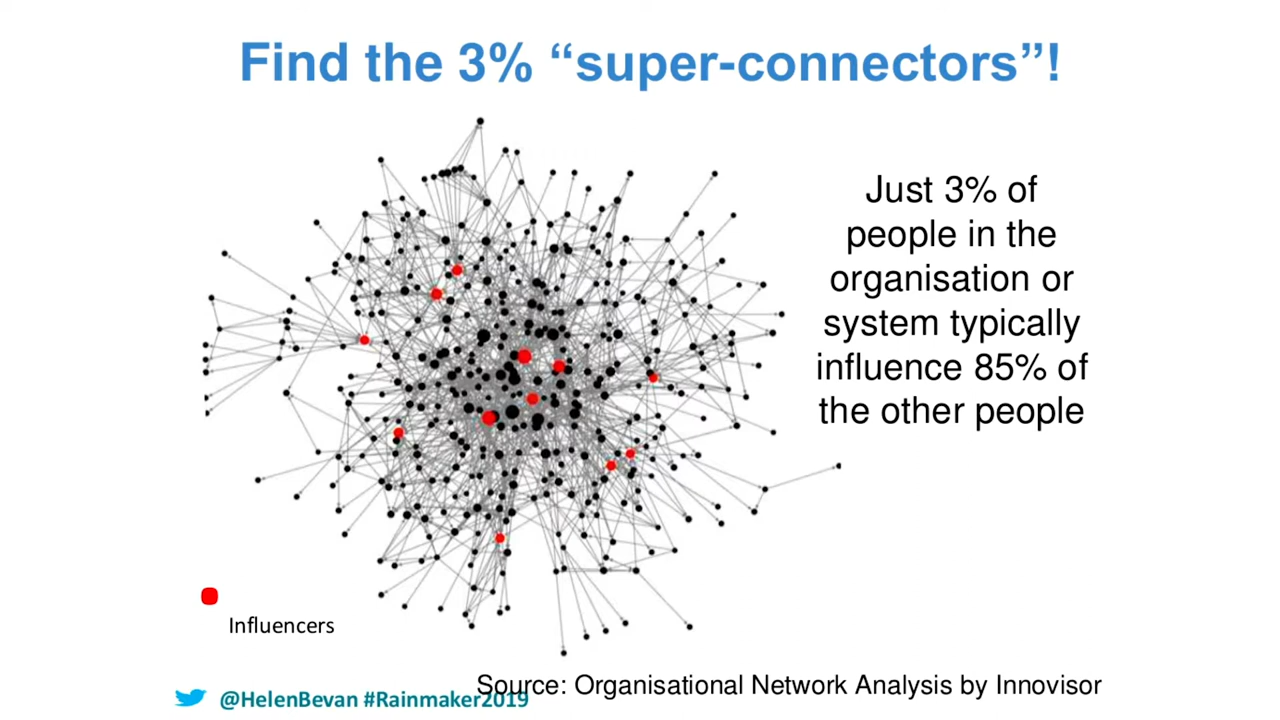 Find the 3% “super-connectors”!
Just 3% of
people in the
organisation or
system typically
influence 85% of
the other people
Influencers
Source: Organisational Network Analysis by Innovisor
@HelenBevan #Rainmaker2019